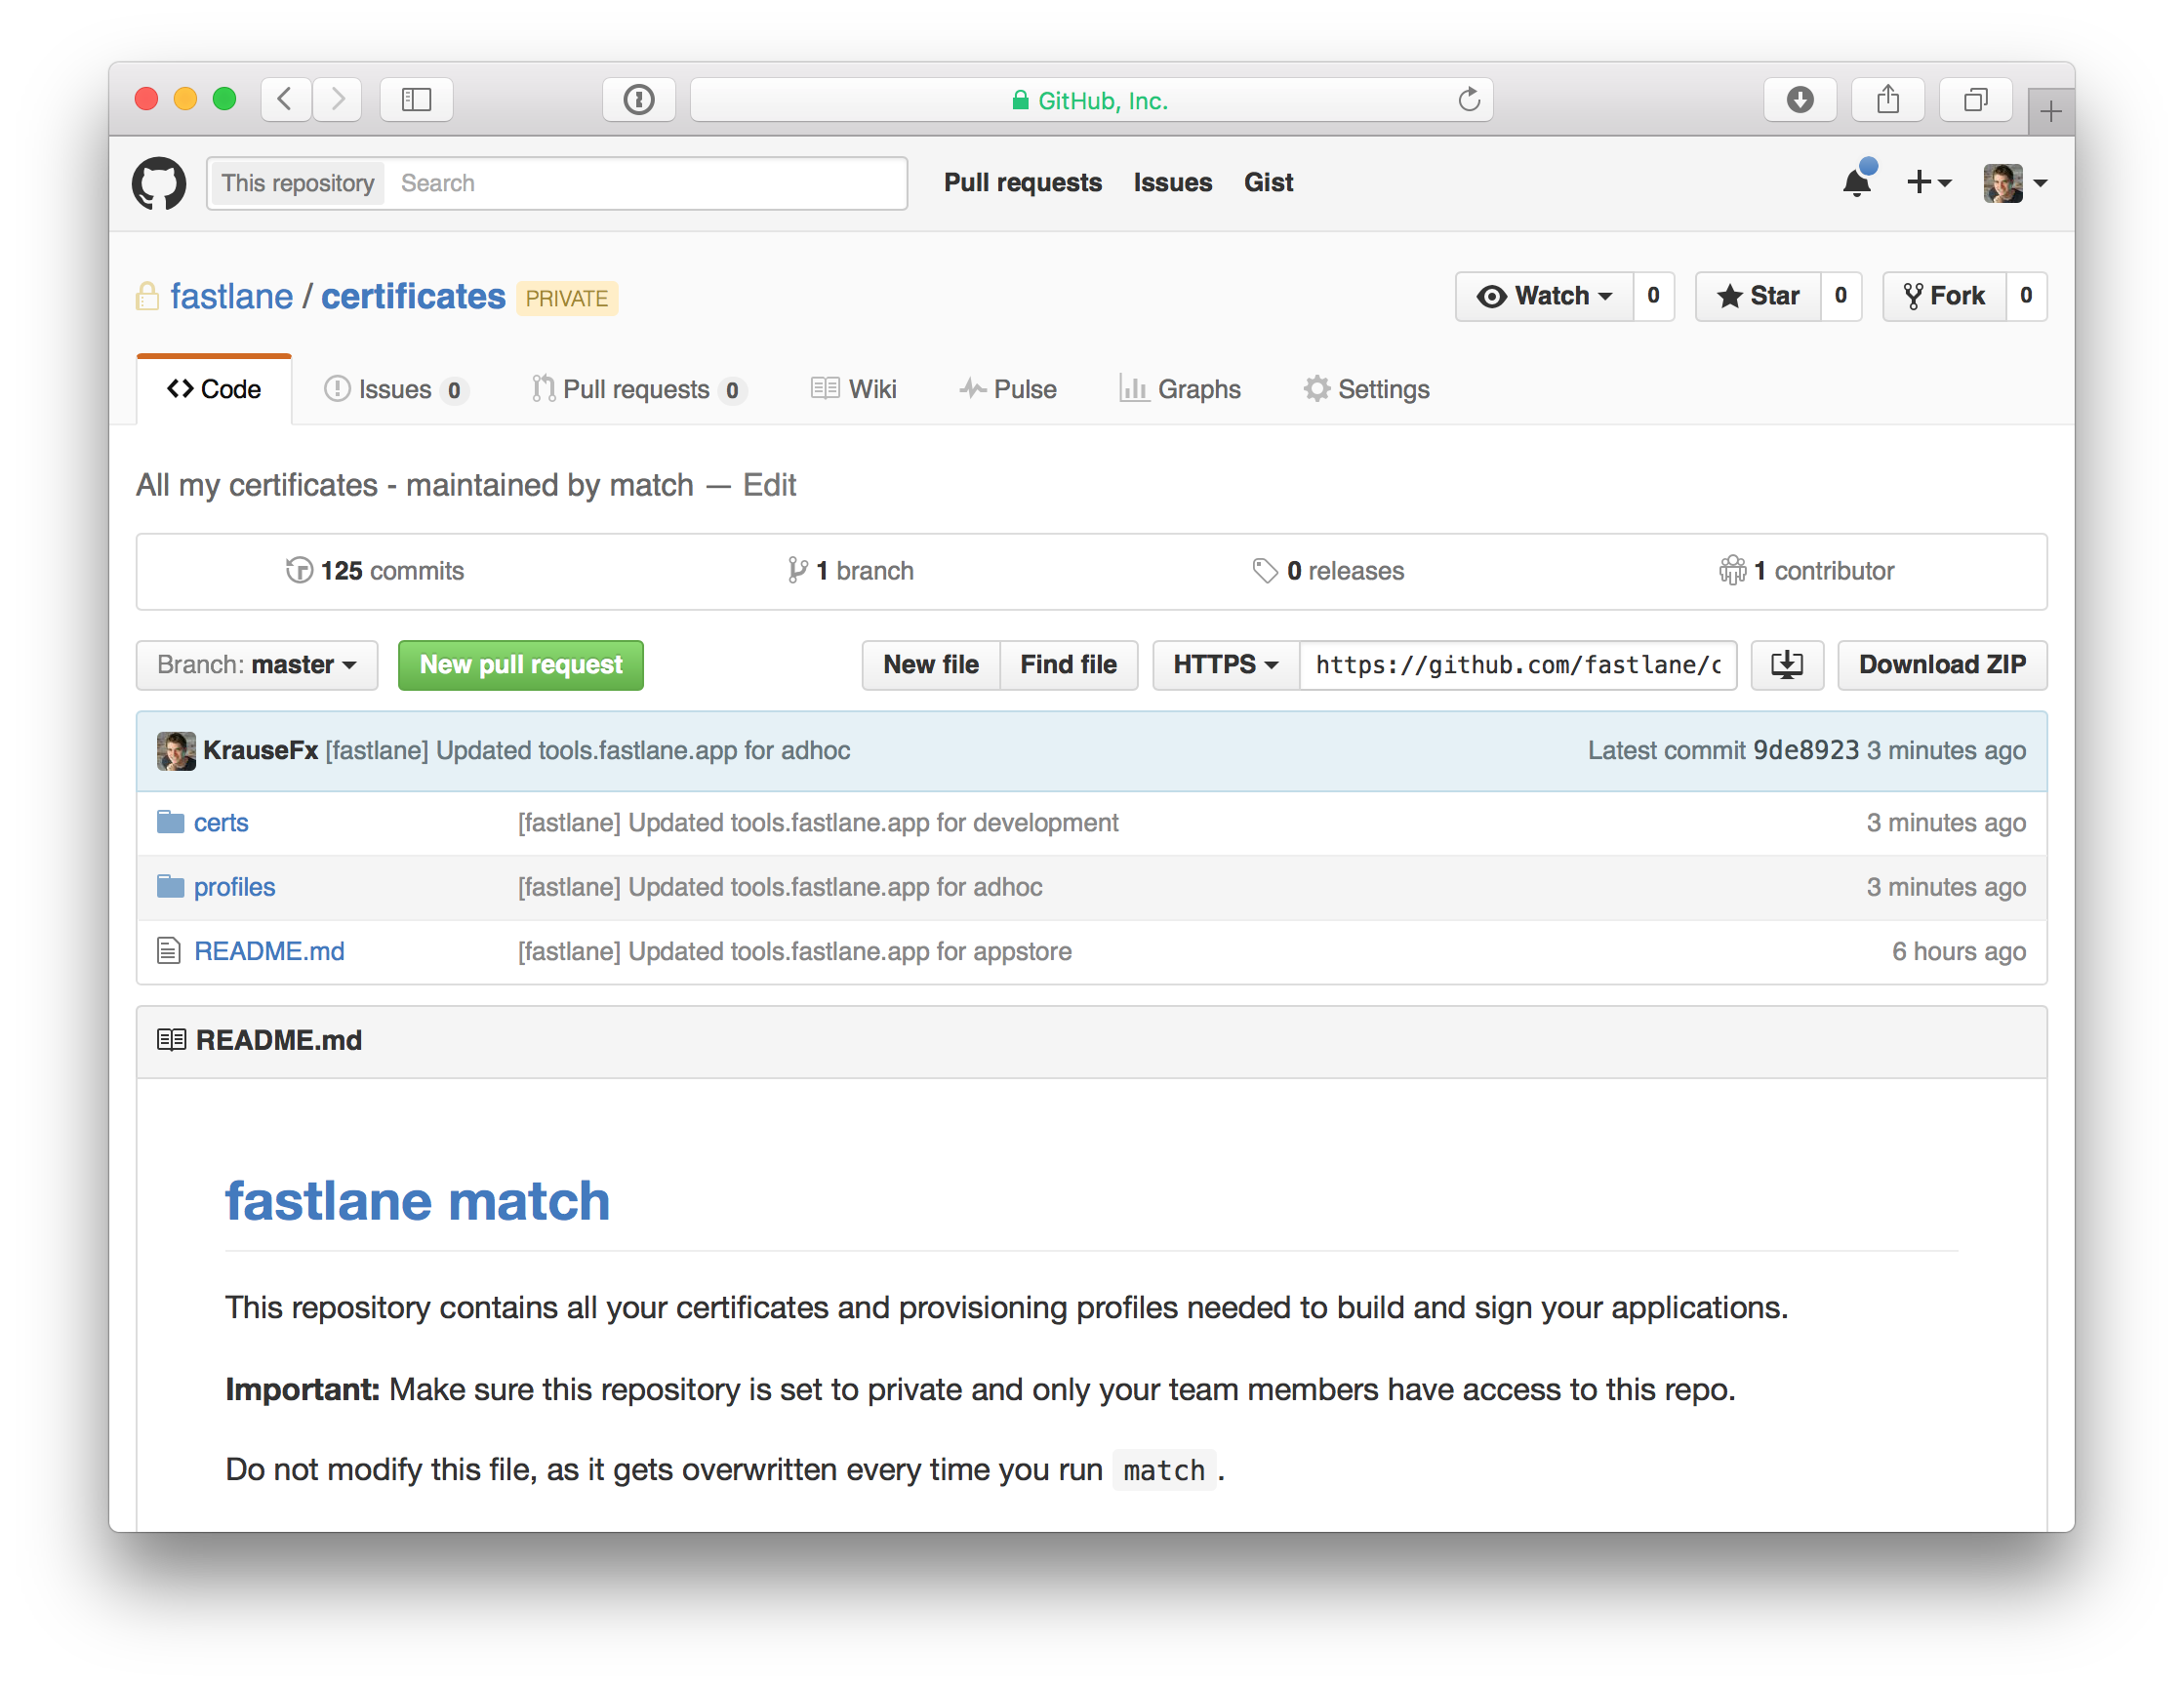 GitHub, Inc.
This repository Search Pull requests Issues Gist
fastlane / certificates PRIVATE Watch 0 Star 0 Fork 0
Code Issues 0 Pull requests 0 Wiki Pulse Graphs Settings
All my certificates - maintained by match — Edit
125 commits 1 branch 0 releases 1 contributor
Branch: master New pull request New file Find file HTTPS https://github.com/fastlane/c Download ZIP
KrauseFx [fastlane] Updated tools.fastlane.app for adhoc Latest commit 9de8923 3 minutes ago
certs [fastlane] Updated tools.fastlane.app for development 3 minutes ago
profiles [fastlane] Updated tools.fastlane.app for adhoc 3 minutes ago
README.md [fastlane] Updated tools.fastlane.app for appstore 6 hours ago
README.md
fastlane match
This repository contains all your certificates and provisioning profiles needed to build and sign your applications.
Important: Make sure this repository is set to private and only your team members have access to this repo.
Do not modify this file, as it gets overwritten every time you run match.